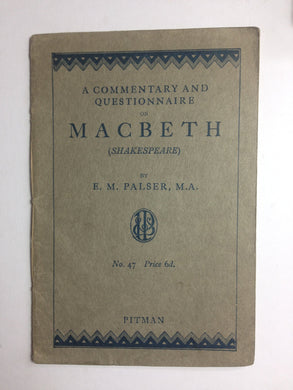 A COMMENTARY AND
QUESTIONNAIRE
ON
MACBETH
(SHAKESPEARE)
BY
E. M. PALSER, M.A.
No. 47 Price 6d.
PITMAN